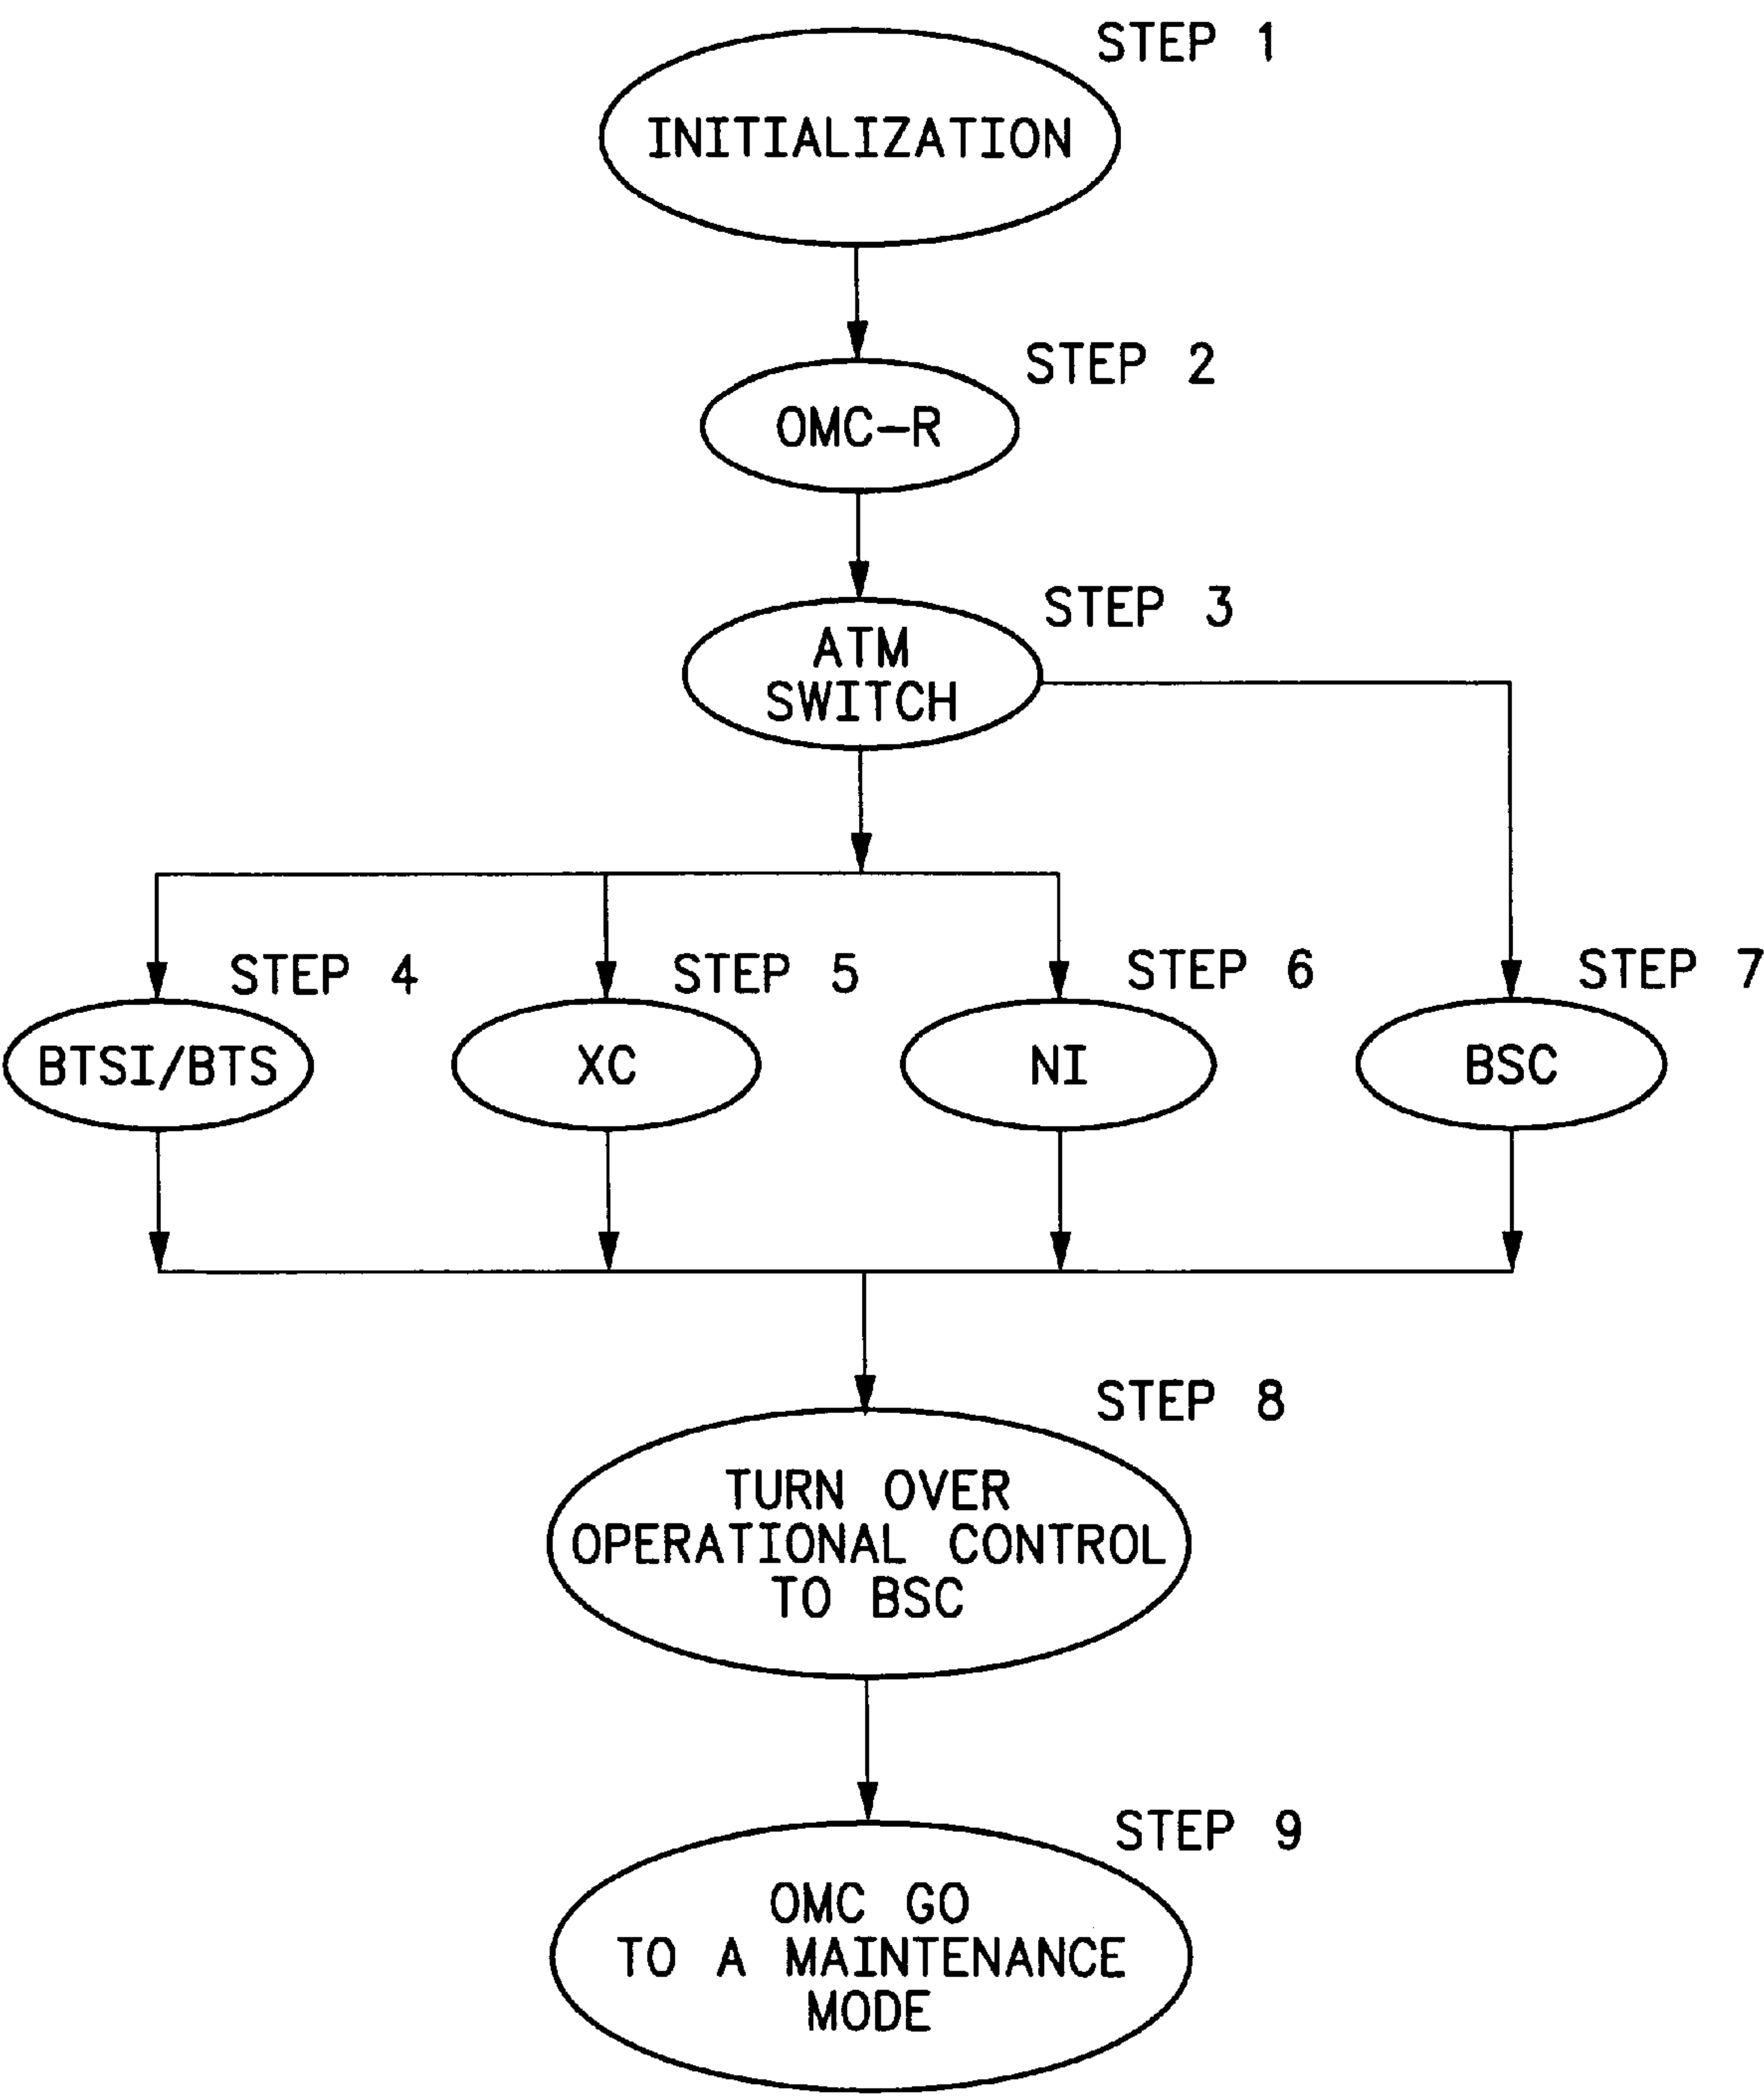 STEP 1
INITIALIZATION
STEP 2
OMC-R
STEP 3
ATM
SWITCH
STEP 4
STEP 5
STEP 6
STEP 7
BTSI/BTS
XC
NI
BSC
STEP 8
TURN OVER
OPERATIONAL CONTROL
TO BSC
STEP 9
OMC GO
TO A MAINTENANCE
MODE